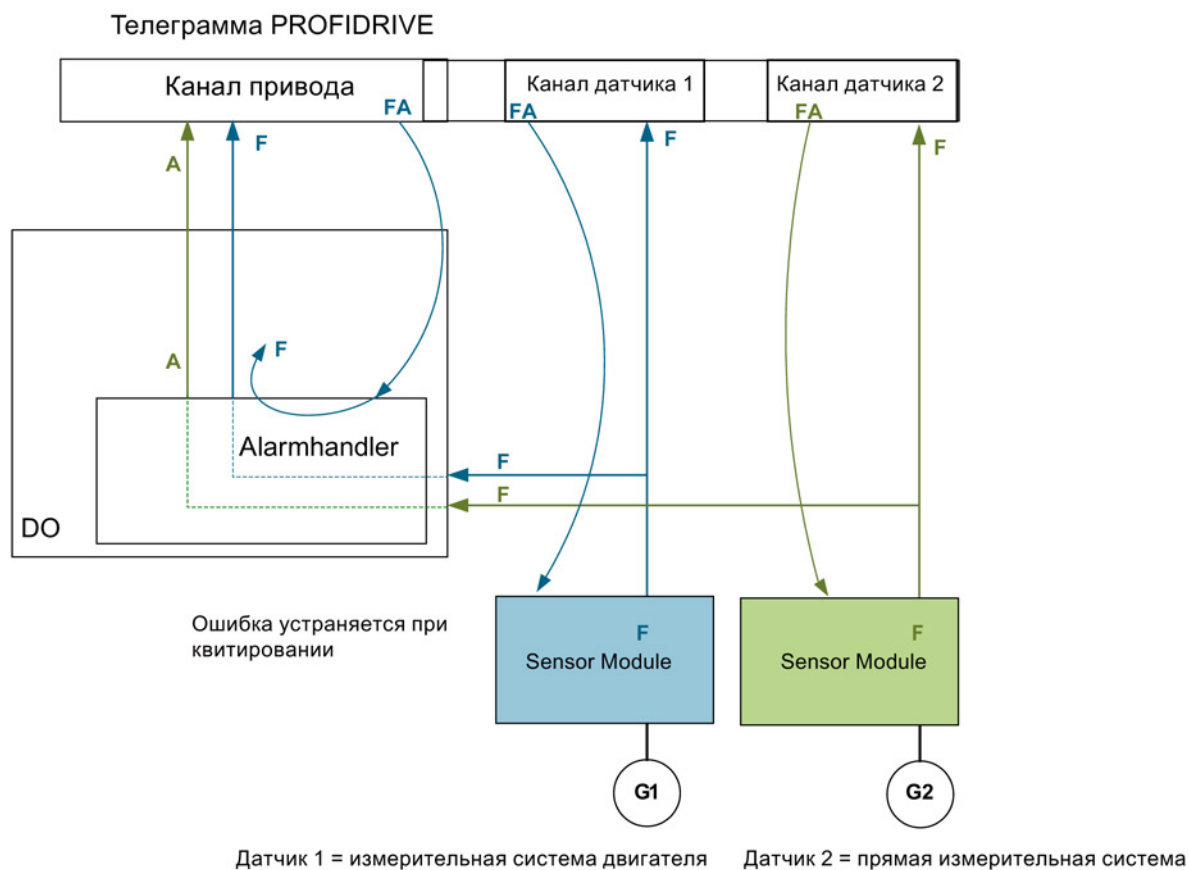 Телеграмма PROFIDRIVE
Канал привода
Канал датчика 1
Канал датчика 2
FA
FA
FA
F
F
F
A
A
F
Alarmhandler
F
F
DO
Ошибка устраняется при
квитировании
F
Sensor Module
F
Sensor Module
G1
G2
Датчик 1 = измерительная система двигателя
Датчик 2 = прямая измерительная система